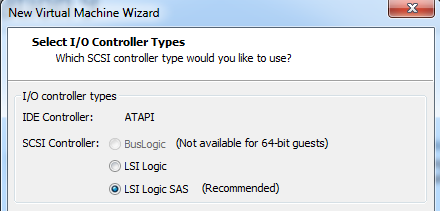 New Virtual Machine Wizard
Select I/O Controller Types
Which SCSI controller type would you like to use?
I/O controller types
IDE Controller: ATAPI
SCSI Controller: BusLogic (Not available for 64-bit guests)
LSI Logic
LSI Logic SAS (Recommended)